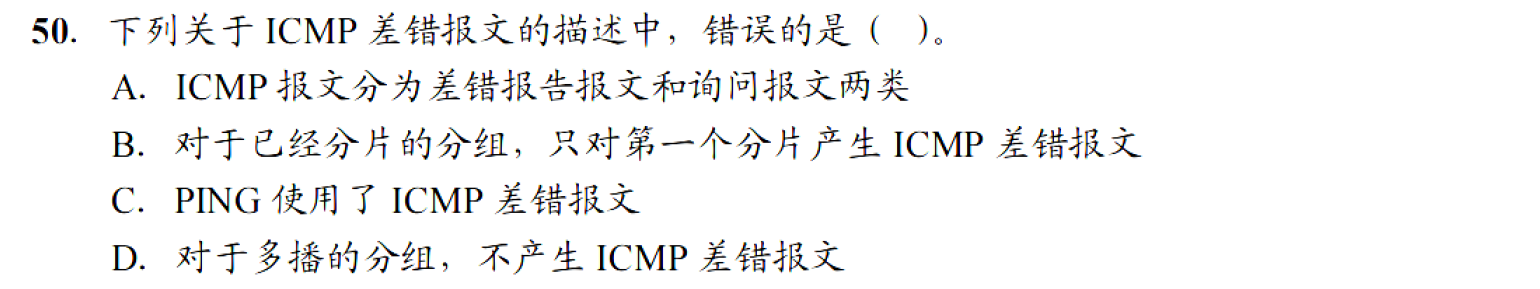 50. 下列关于 ICMP 差错报文的描述中，错误的是（ ）。
A. ICMP 报文分为差错报告报文和询问报文两类
B. 对于已经分片的分组，只对第一个分片产生 ICMP 差错报文
C. PING 使用了 ICMP 差错报文
D. 对于多播的分组，不产生 ICMP 差错报文